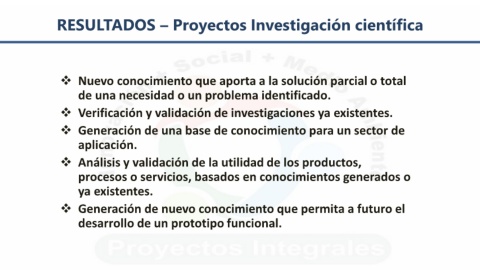 RESULTADOS – Proyectos Investigación científica
❖ Nuevo conocimiento que aporta a la solución parcial o total
de una necesidad o un problema identificado.
❖ Verificación y validación de investigaciones ya existentes.
❖ Generación de una base de conocimiento para un sector de
aplicación.
❖ Análisis y validación de la utilidad de los productos,
procesos o servicios, basados en conocimientos generados o
ya existentes.
❖ Generación de nuevo conocimiento que permita a futuro el
desarrollo de un prototipo funcional.
Proyectos Integrales